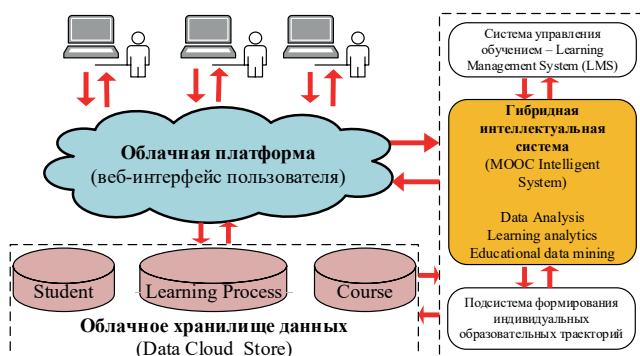 Система управления
обучением – Learning
Management System (LMS)
Гибридная
интеллектуальная
система
(MOOC Intelligent
System)
Data Analysis
Learning analytics
Educational data mining
Подсистема формирования
индивидуальных
образовательных траекторий
Облачная платформа
(веб-интерфейс пользователя)
Student
Learning Process
Course
Облачное хранилище данных
(Data Cloud Store)